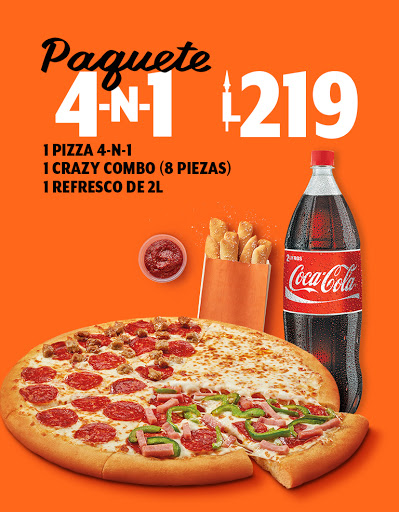 Paquete
4-N-1 L219
1 PIZZA 4-N-1
1 CRAZY COMBO (8 PIEZAS)
1 REFRESCO DE 2L
2 LITROS
Coca-Cola